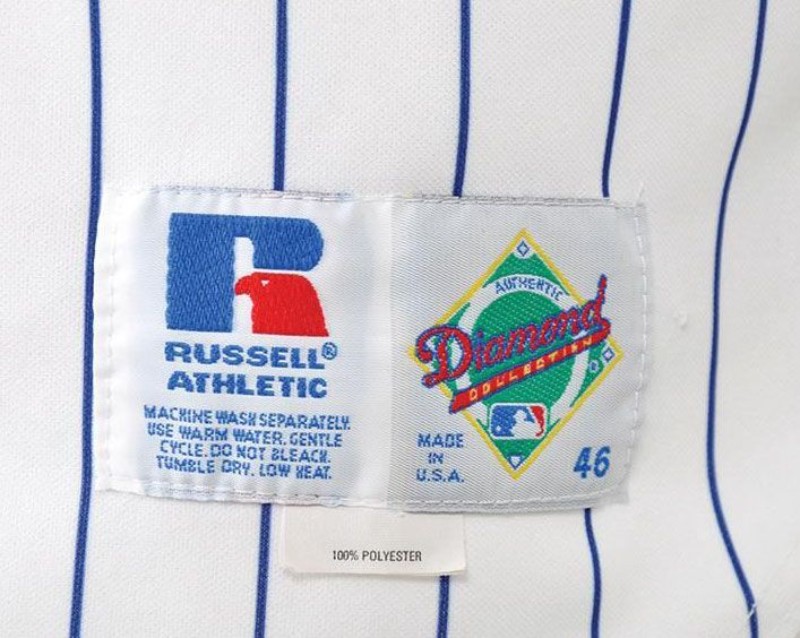 RUSSELL®
ATHLETIC
MACHINE WASH SEPARATELY.
USE WARM WATER. GENTLE
CYCLE. DO NOT BLEACH.
TUMBLE DRY. LOW HEAT.
AUTHENTIC
Diamond
COLLECTION
MADE
IN
U.S.A.
46
100% POLYESTER